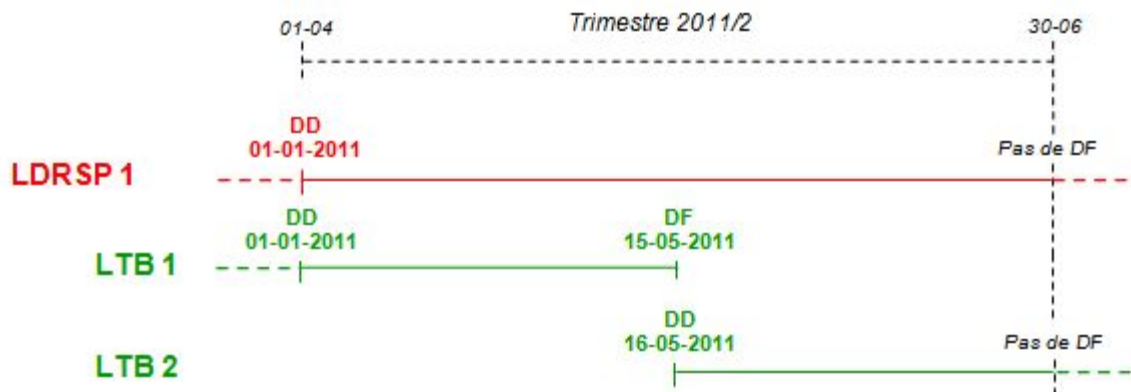 Trimestre 2011/2
01-04
30-06
DD
01-01-2011
Pas de DF
LDRSP 1
DD
01-01-2011
DF
15-05-2011
LTB 1
DD
16-05-2011
Pas de DF
LTB 2